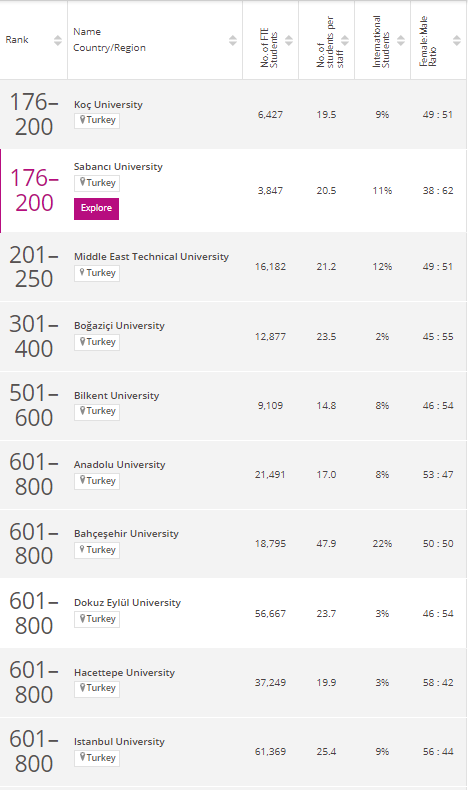 Rank
Name
Country/Region
No. of FTE
Students
No. of
students per
staff
International
Students
Female:Male
Ratio
176–
200
Koç University
Turkey
6,427 19.5 9% 49 : 51
176–
200
Sabancı University
Turkey
Explore
3,847 20.5 11% 38 : 62
201–
250
Middle East Technical University
Turkey
16,182 21.2 12% 49 : 51
301–
400
Boğaziçi University
Turkey
12,877 23.5 2% 45 : 55
501–
600
Bilkent University
Turkey
9,109 14.8 8% 46 : 54
601–
800
Anadolu University
Turkey
21,491 17.0 8% 53 : 47
601–
800
Bahçeşehir University
Turkey
18,795 47.9 22% 50 : 50
601–
800
Dokuz Eylül University
Turkey
56,667 23.7 3% 46 : 54
601–
800
Hacettepe University
Turkey
37,249 19.9 3% 58 : 42
601–
800
Istanbul University
Turkey
61,369 25.4 9% 56 : 44